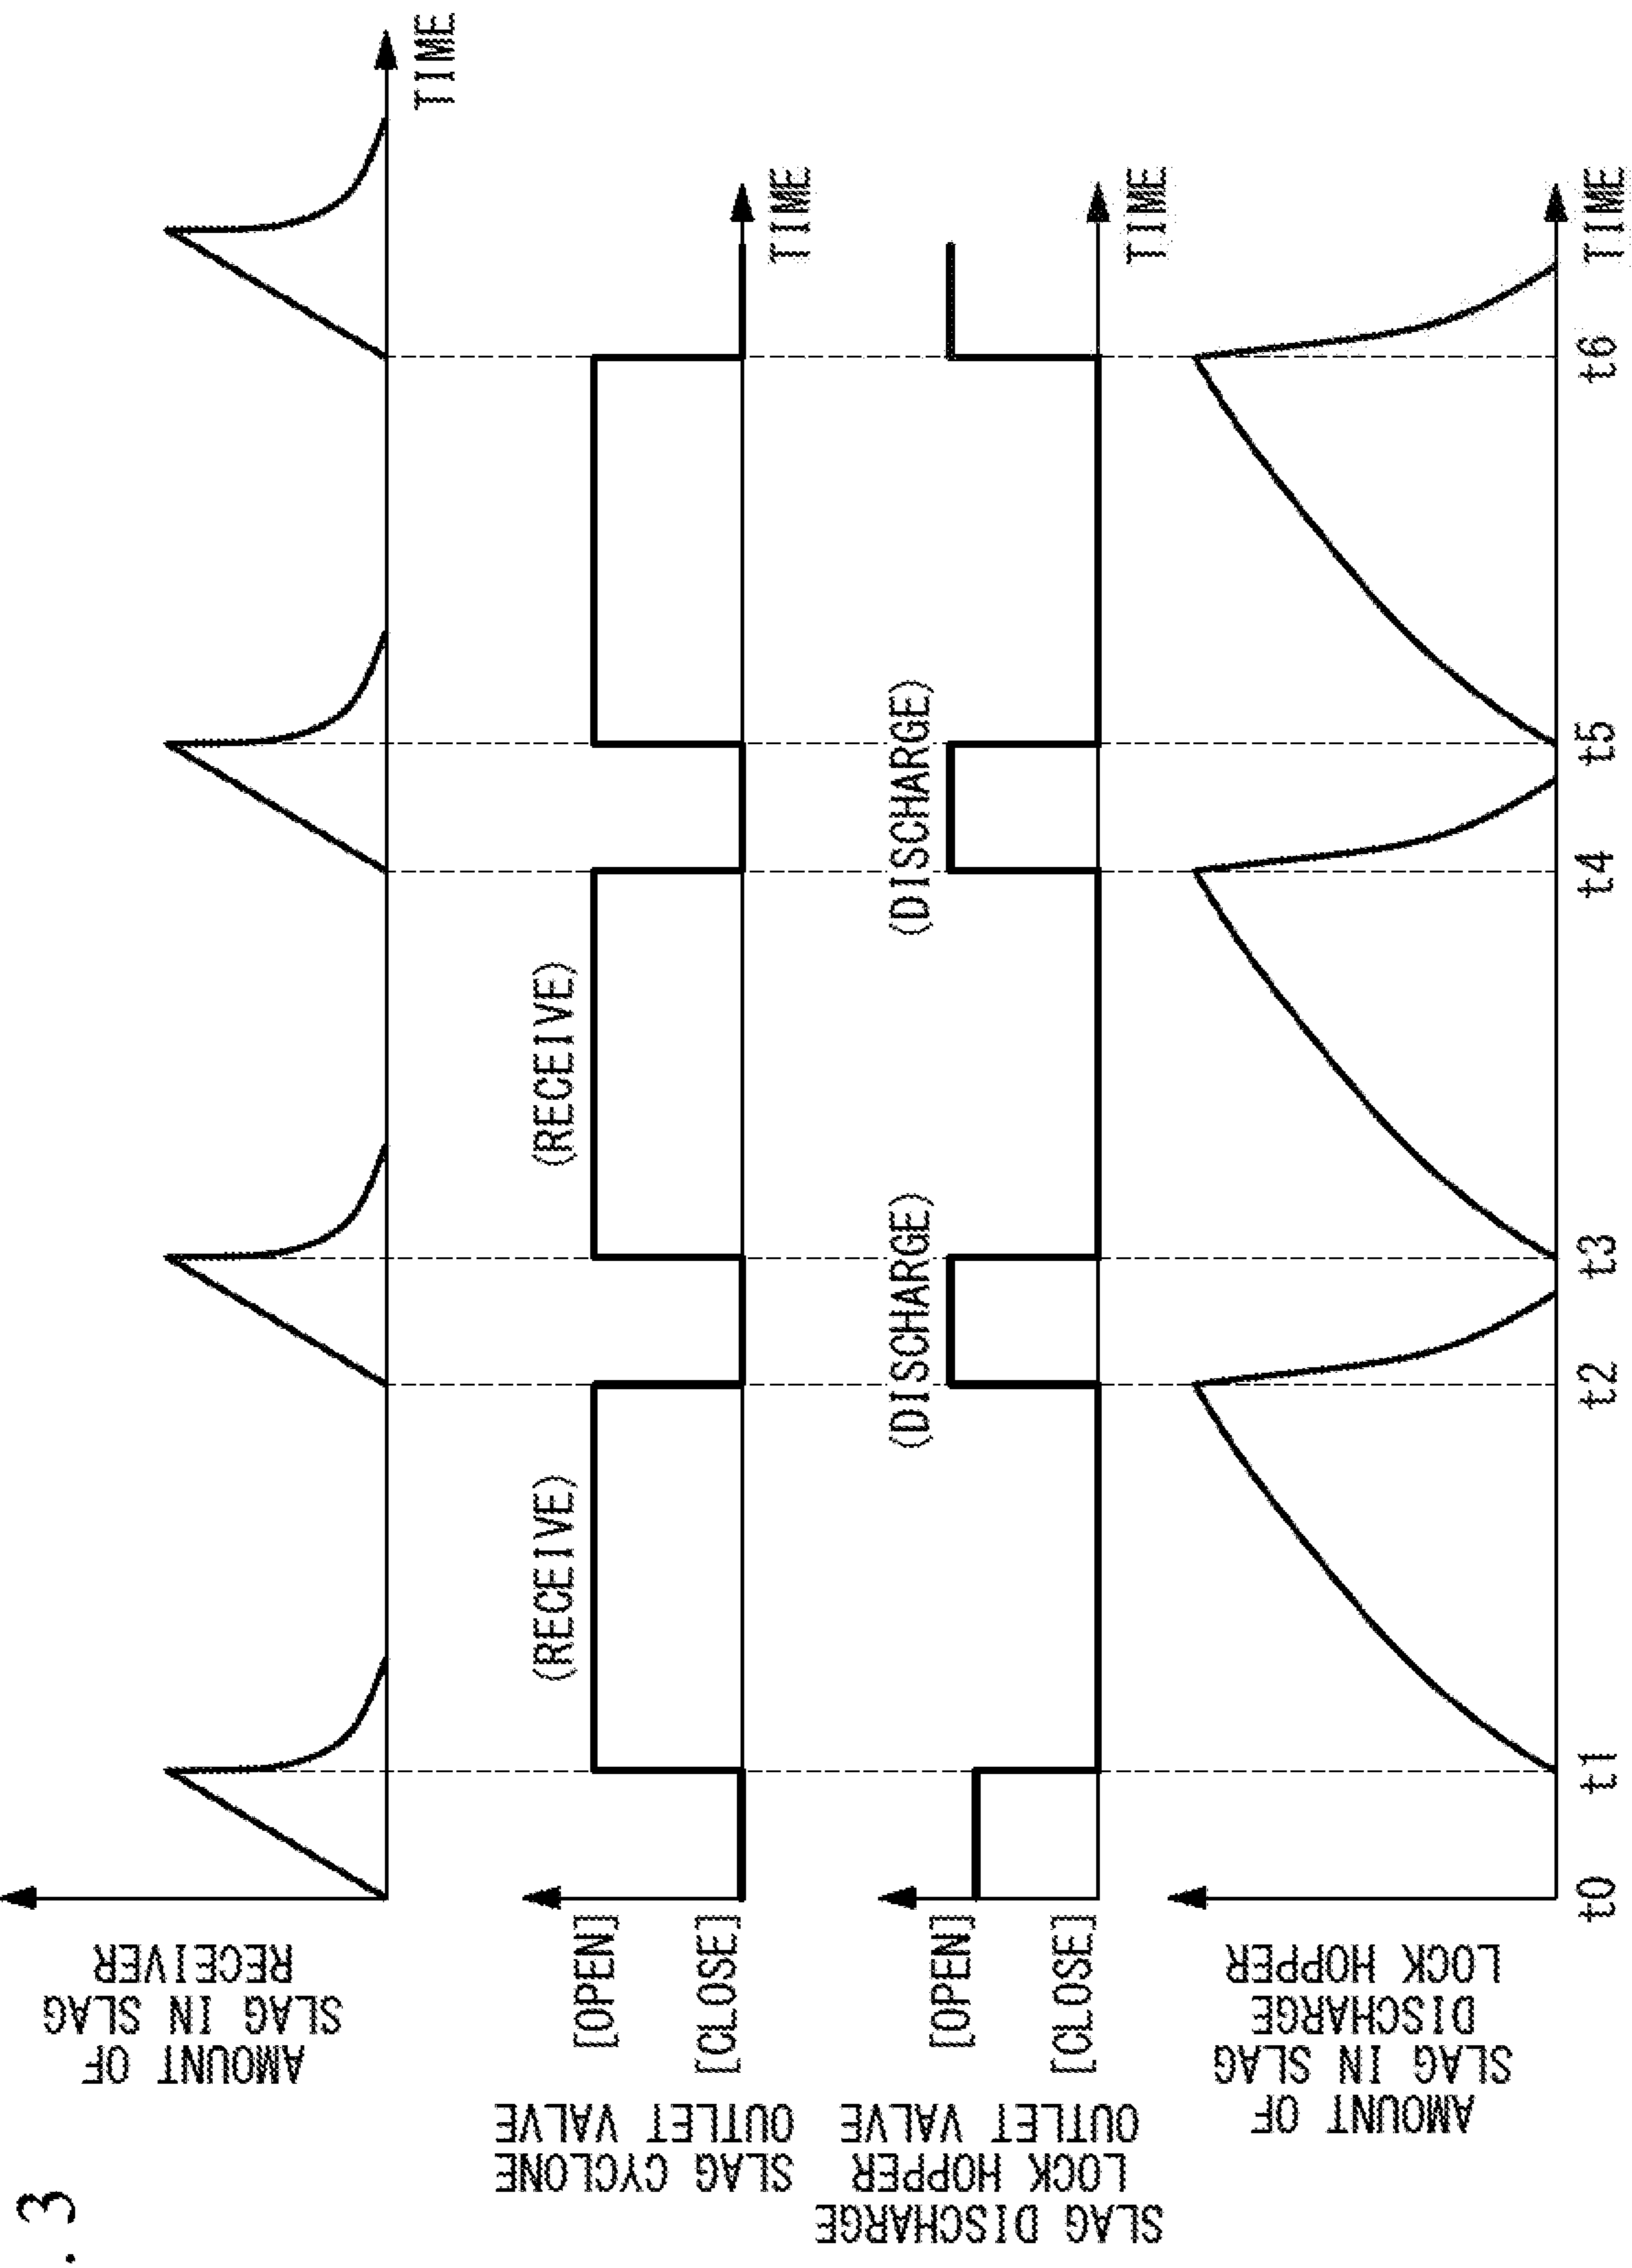 . 3
AMOUNT OF
SLAG IN SLAG
RECEIVER
TIME
SLAG CYCLONE
OUTLET VALVE
[OPEN]
[CLOSE]
(RECEIVE)
(RECEIVE)
TIME
SLAG DISCHARGE
LOCK HOPPER
OUTLET VALVE
[OPEN]
[CLOSE]
(DISCHARGE)
(DISCHARGE)
TIME
AMOUNT OF
SLAG IN SLAG
DISCHARGE
LOCK HOPPER
t0 t1 t2 t3 t4 t5 t6 TIME